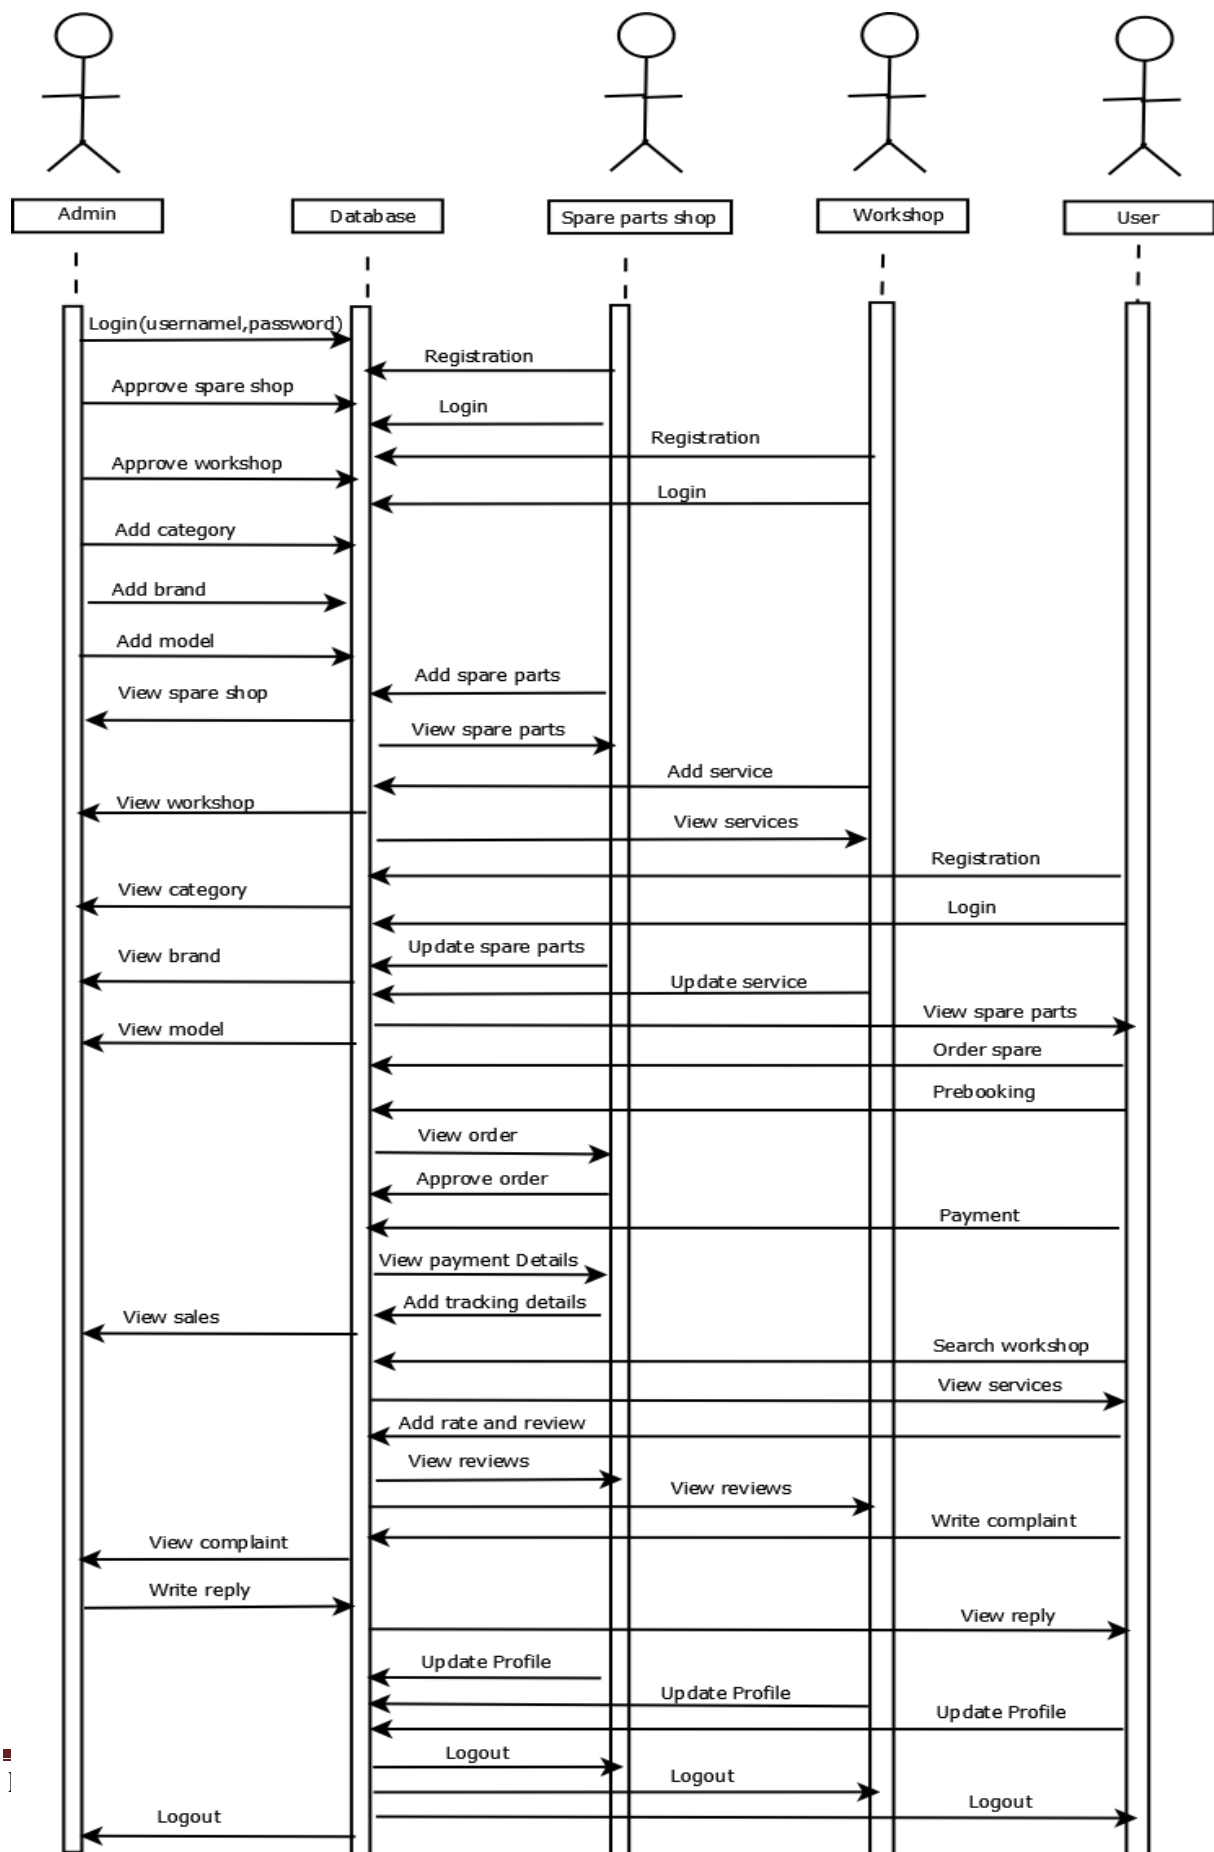 Admin
Database
Spare parts shop
Workshop
User
Login(usernamel,password)
Registration
Approve spare shop
Login
Registration
Approve workshop
Login
Add category
Add brand
Add model
Add spare parts
View spare shop
View spare parts
Add service
View workshop
View services
Registration
View category
Login
Update spare parts
View brand
Update service
View spare parts
View model
Order spare
Prebooking
View order
Approve order
Payment
View payment Details
Add tracking details
View sales
Search workshop
View services
Add rate and review
View reviews
View reviews
Write complaint
View complaint
Write reply
View reply
Update Profile
Update Profile
Update Profile
Logout
Logout
Logout
Logout